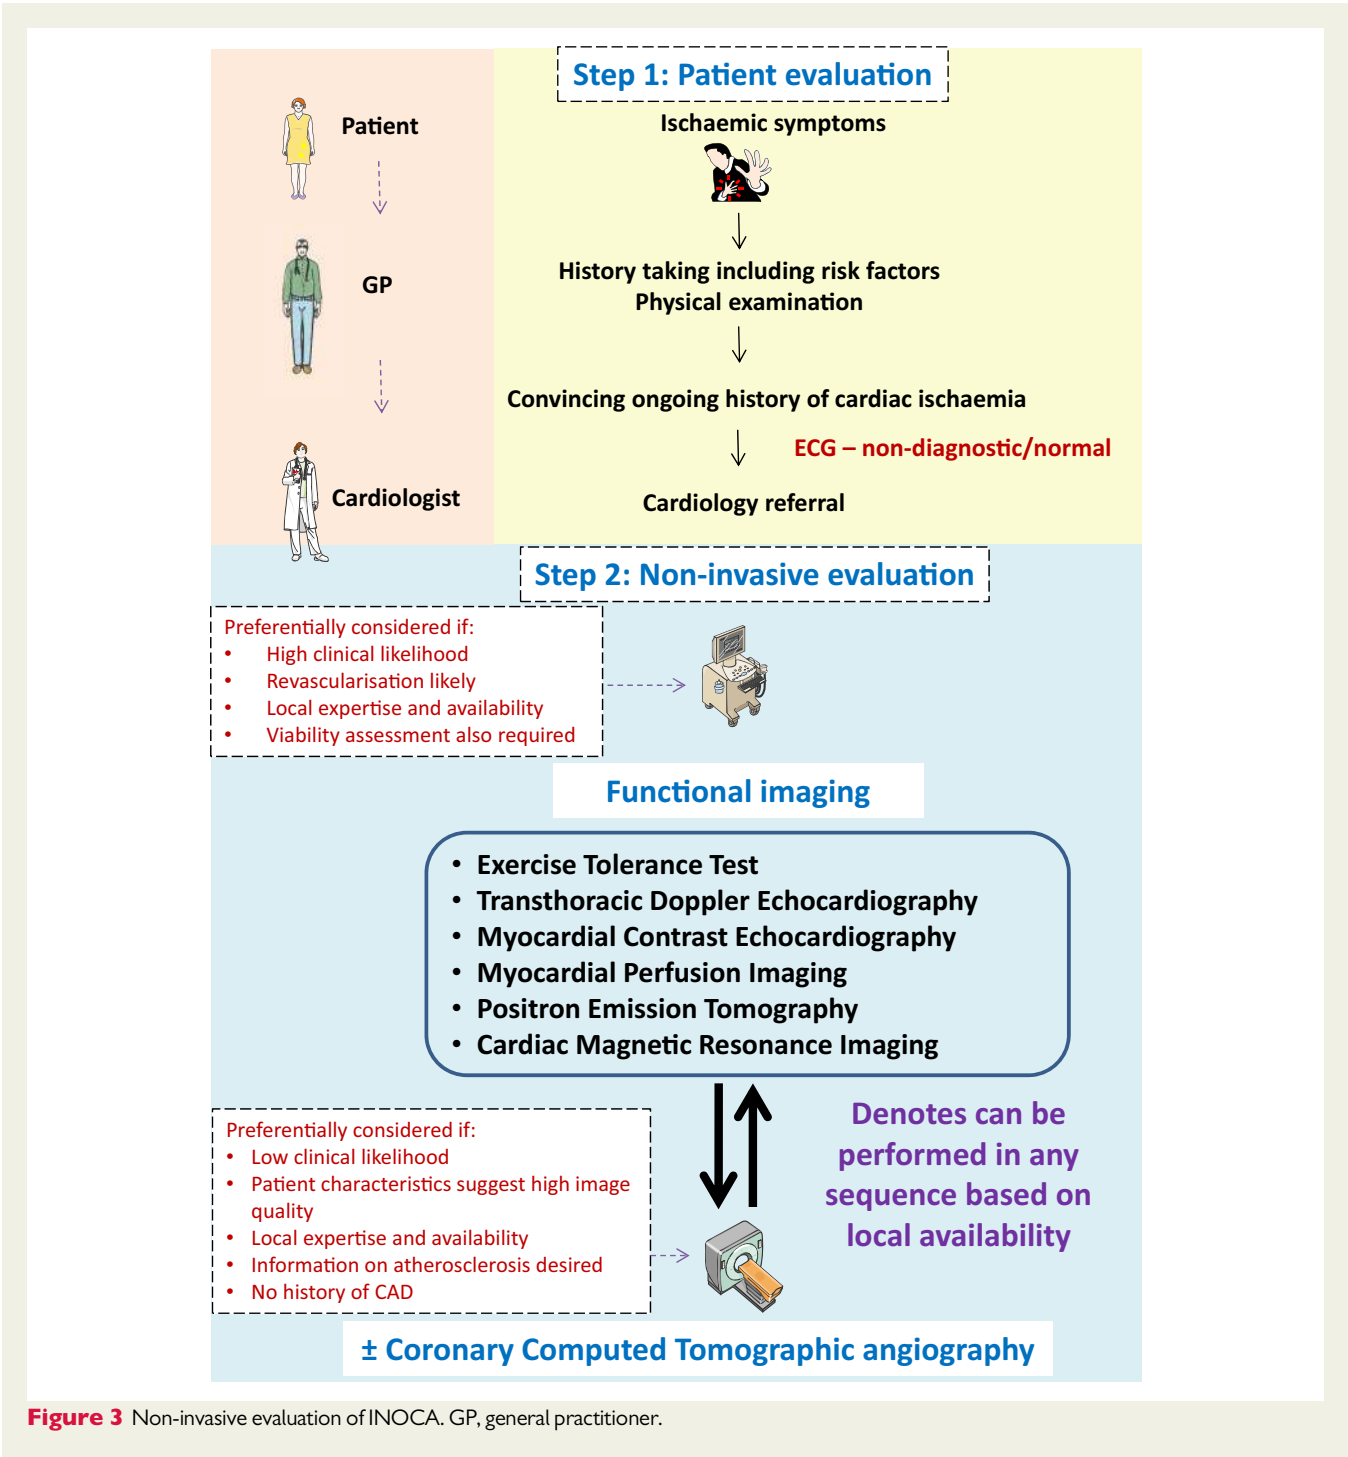 Step 1: Patient evaluation
Patient
Ischaemic symptoms
GP
History taking including risk factors
Physical examination
Convincing ongoing history of cardiac ischaemia
ECG – non-diagnostic/normal
Cardiologist
Cardiology referral
Step 2: Non-invasive evaluation
Preferentially considered if:
• High clinical likelihood
• Revascularisation likely
• Local expertise and availability
• Viability assessment also required
Functional imaging
• Exercise Tolerance Test
• Transthoracic Doppler Echocardiography
• Myocardial Contrast Echocardiography
• Myocardial Perfusion Imaging
• Positron Emission Tomography
• Cardiac Magnetic Resonance Imaging
Denotes can be
performed in any
sequence based on
local availability
Preferentially considered if:
• Low clinical likelihood
• Patient characteristics suggest high image
quality
• Local expertise and availability
• Information on atherosclerosis desired
• No history of CAD
± Coronary Computed Tomographic angiography
Figure 3 Non-invasive evaluation of INOCA. GP, general practitioner.